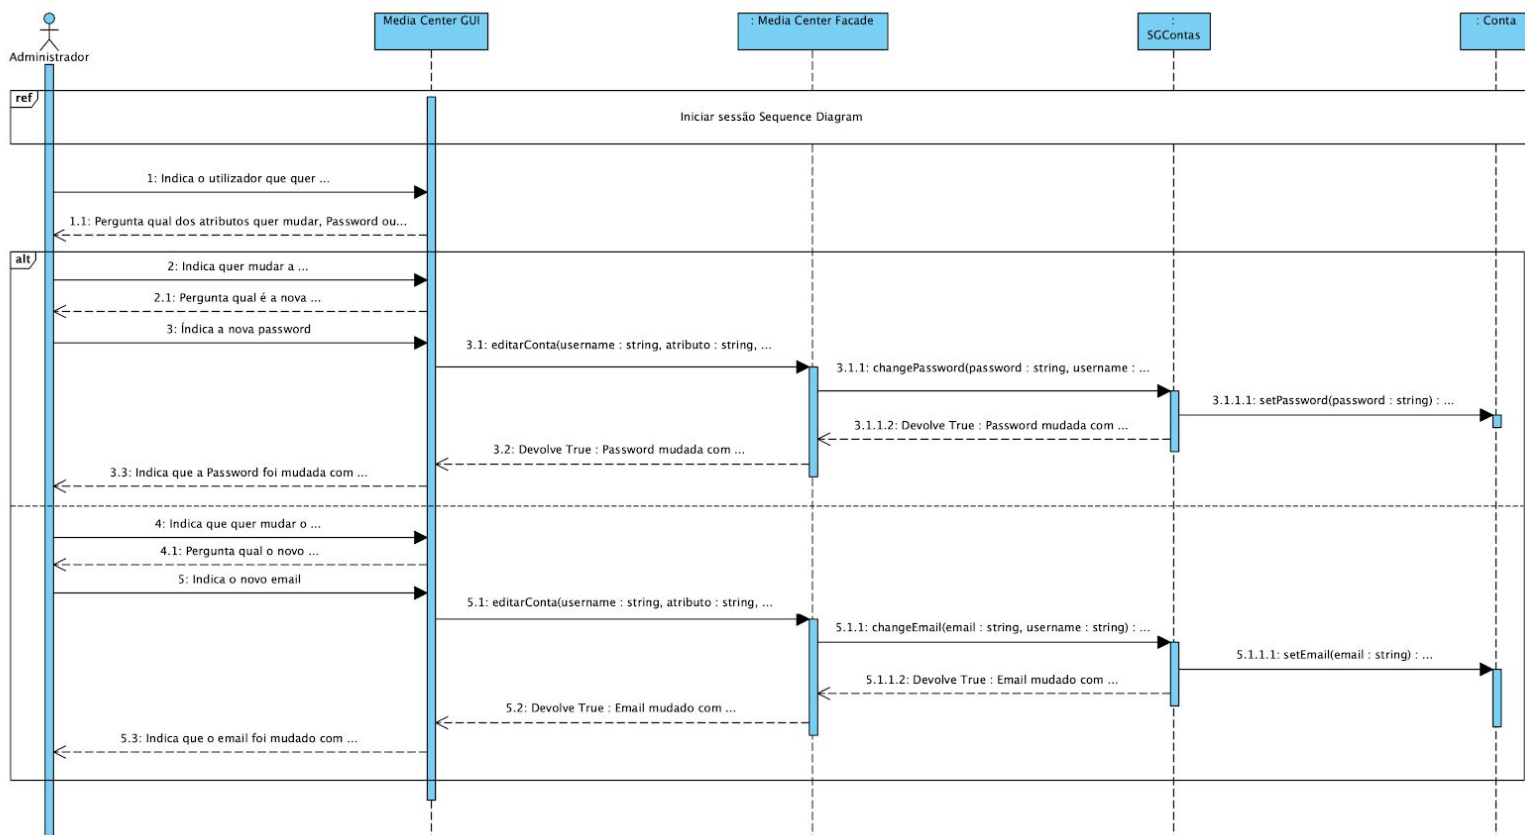 Administrador
Media Center GUI
: Media Center Facade
:
SGContas
: Conta
ref
Iniciar sessão Sequence Diagram
1: Indica o utilizador que quer ...
1.1: Pergunta qual dos atributos quer mudar, Password ou...
alt
2: Indica quer mudar a ...
2.1: Pergunta qual é a nova ...
3: Índica a nova password
3.1: editarConta(username : string, atributo : string, ...
3.1.1: changePassword(password : string, username : ...
3.1.1.1: setPassword(password : string) : ...
3.1.1.2: Devolve True : Password mudada com ...
3.2: Devolve True : Password mudada com ...
3.3: Indica que a Password foi mudada com ...
4: Indica que quer mudar o ...
4.1: Pergunta qual o novo ...
5: Indica o novo email
5.1: editarConta(username : string, atributo : string, ...
5.1.1: changeEmail(email : string, username : string) : ...
5.1.1.1: setEmail(email : string) : ...
5.1.1.2: Devolve True : Email mudado com ...
5.2: Devolve True : Email mudado com ...
5.3: Indica que o email foi mudado com ...